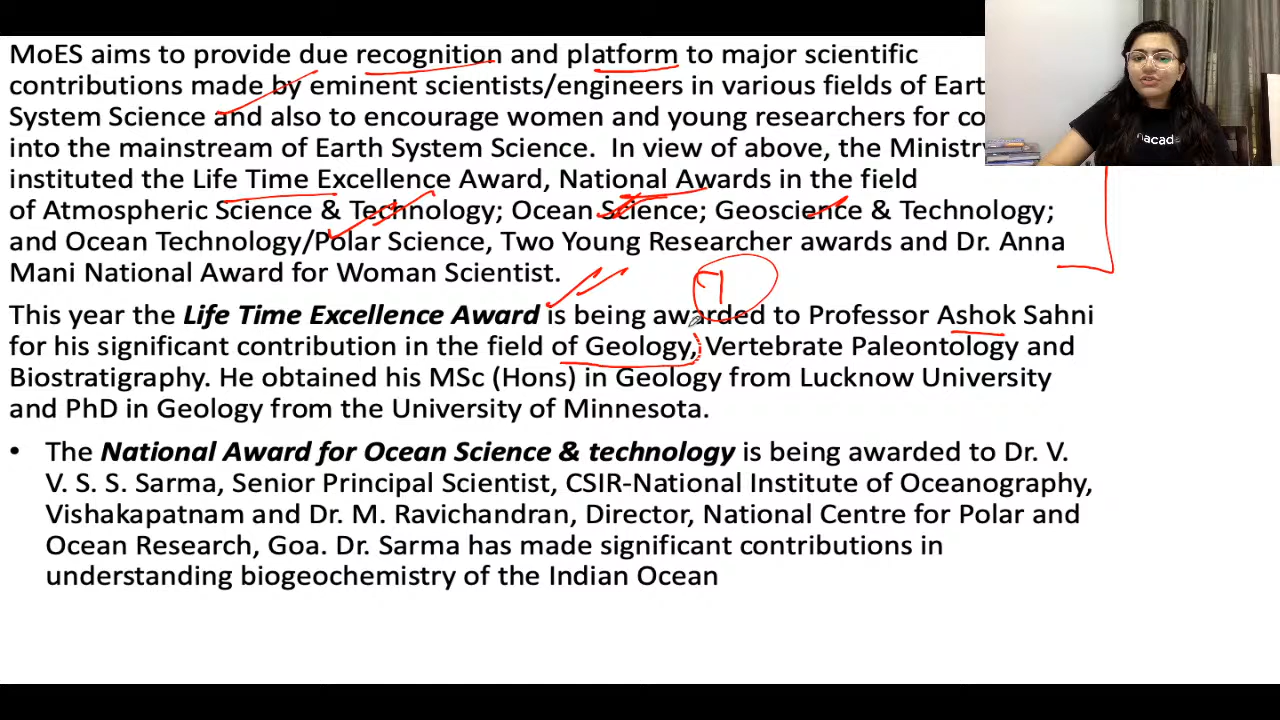 MoES aims to provide due recognition and platform to major scientific
contributions made by eminent scientists/engineers in various fields of Eart
System Science and also to encourage women and young researchers for co
into the mainstream of Earth System Science. In view of above, the Ministry
instituted the Life Time Excellence Award, National Awards in the field
of Atmospheric Science & Technology; Ocean Science; Geoscience & Technology;
and Ocean Technology/Polar Science, Two Young Researcher awards and Dr. Anna
Mani National Award for Woman Scientist.
This year the Life Time Excellence Award is being awarded to Professor Ashok Sahni
for his significant contribution in the field of Geology, Vertebrate Paleontology and
Biostratigraphy. He obtained his MSc (Hons) in Geology from Lucknow University
and PhD in Geology from the University of Minnesota.
• The National Award for Ocean Science & technology is being awarded to Dr. V.
V. S. S. Sarma, Senior Principal Scientist, CSIR-National Institute of Oceanography,
Vishakapatnam and Dr. M. Ravichandran, Director, National Centre for Polar and
Ocean Research, Goa. Dr. Sarma has made significant contributions in
understanding biogeochemistry of the Indian Ocean